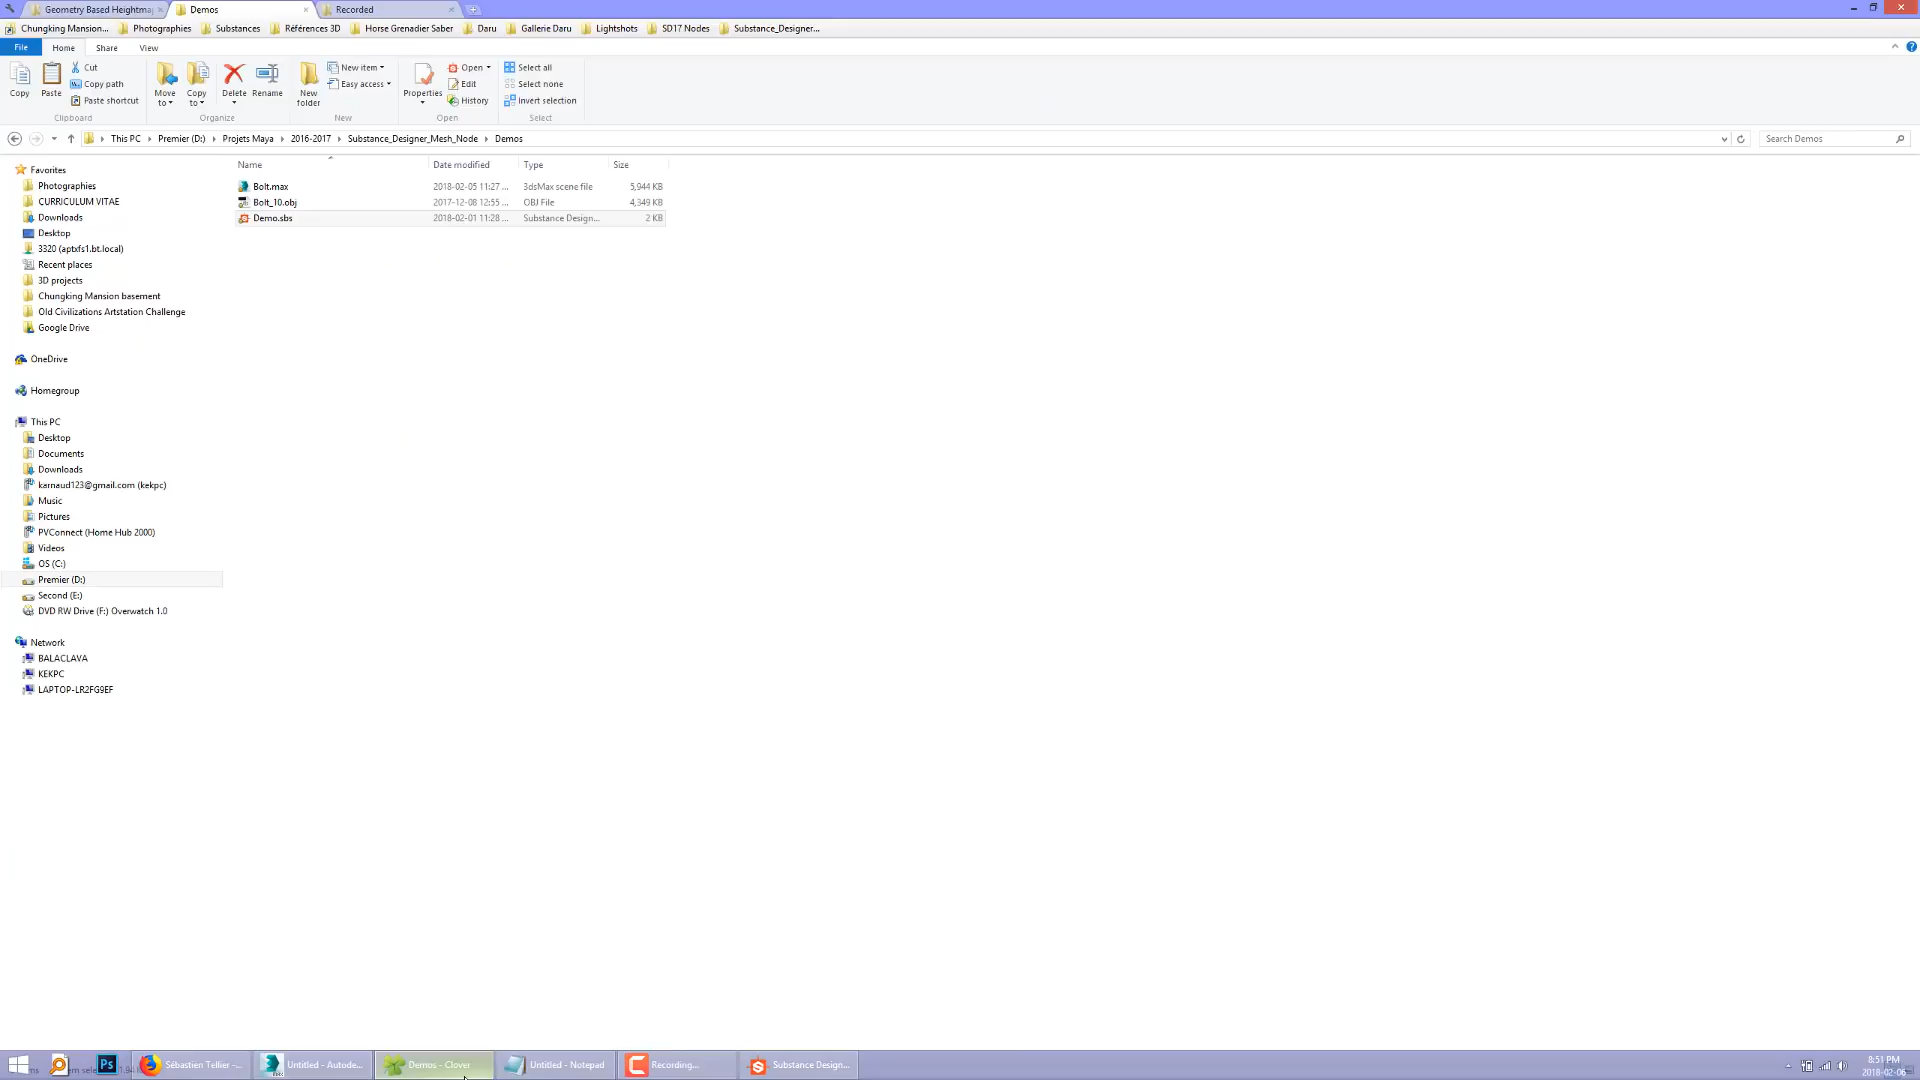 Geometry Based Heightma
Demos
Recorded
Chungking Mansion...
Photographies
Substances
Références 3D
Horse Grenadier Saber
Daru
Gallerie Daru
Lightshots
SD17 Nodes
Substance_Designer...
File
Home
Share
View
Copy
Paste
Cut
Copy path
Paste shortcut
Clipboard
Move to
Copy to
Delete
Rename
Organize
New folder
New item
Easy access
New
Properties
Open
Edit
History
Open
Select all
Select none
Invert selection
Select
This PC
Premier (D:)
Projets Maya
2016-2017
Substance_Designer_Mesh_Node
Demos
Search Demos
Name Date modified Type Size
Bolt.max 2018-02-05 11:27 ... 3dsMax scene file 5,944 KB
Bolt_10.obj 2017-12-08 12:55 ... OBJ File 4,349 KB
Demo.sbs 2018-02-01 11:28 ... Substance Design... 2 KB
Favorites
Photographies
CURRICULUM VITAE
Downloads
Desktop
3320 (aptxfs1.bt.local)
Recent places
3D projects
Chungking Mansion basement
Old Civilizations Artstation Challenge
Google Drive
OneDrive
Homegroup
This PC
Desktop
Documents
Downloads
karnaud123@gmail.com (kekpc)
Music
Pictures
PVConnect (Home Hub 2000)
Videos
OS (C:)
Premier (D:)
Second (E:)
DVD RW Drive (F:) Overwatch 1.0
Network
BALACLAVA
KEKPC
LAPTOP-LR2FG9EF
Ps
Sébastien Tellier -...
Untitled - Autode...
Demos - Clover
Untitled - Notepad
Recording...
Substance Design...
8:51 PM
2018-02-06